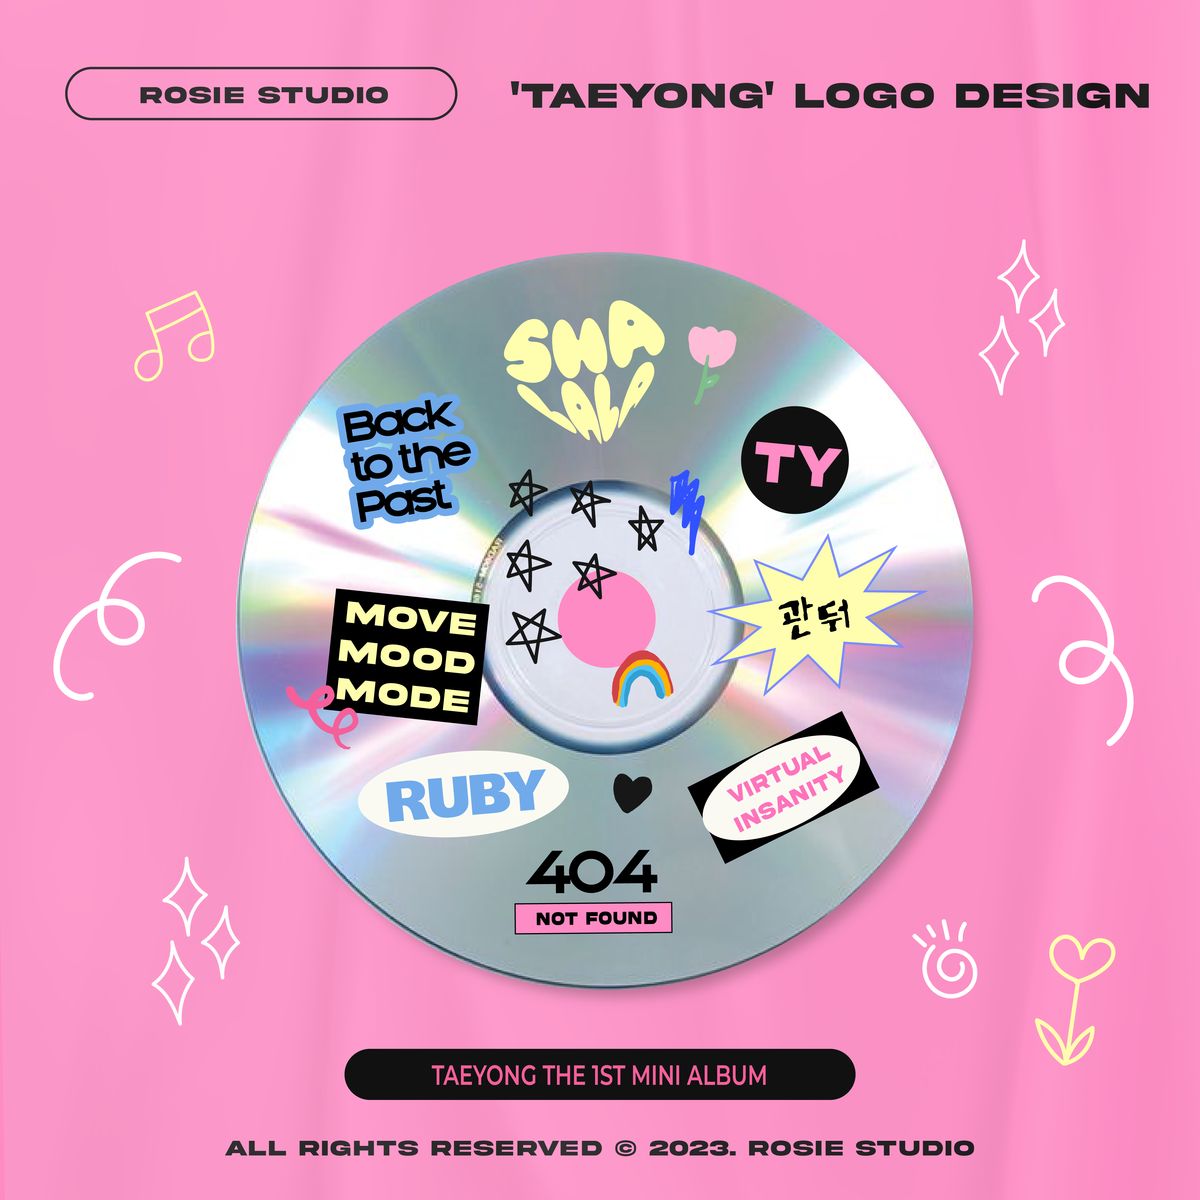 ROSIE STUDIO
'TAEYONG' LOGO DESIGN
SHA
LALA
Back
to the
Past
TY
관둬
MOVE
MOOD
MODE
RUBY
VIRTUAL
INSANITY
404
NOT FOUND
TAEYONG THE 1ST MINI ALBUM
ALL RIGHTS RESERVED © 2023. ROSIE STUDIO